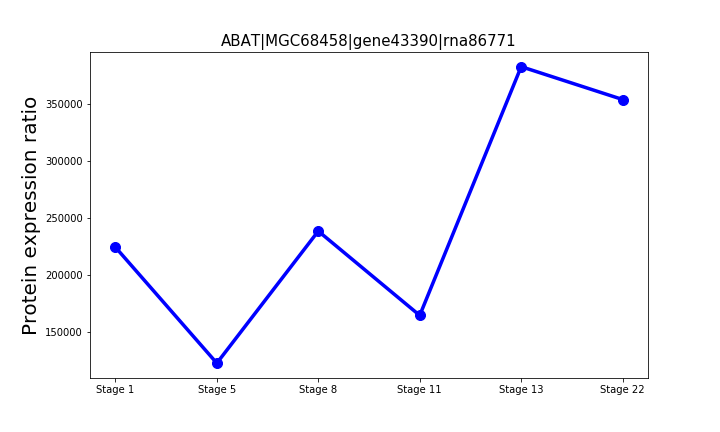 ABAT|MGC68458|gene43390|rna86771
Protein expression ratio
350000
300000
250000
200000
150000
Stage 1 Stage 5 Stage 8 Stage 11 Stage 13 Stage 22